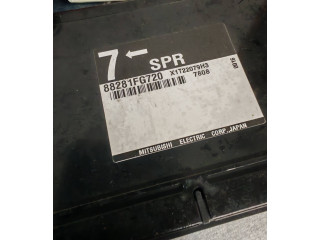 7← SPR
88281FG720 X1T22079H3
7808
MITSUBISHI ELECTRIC CORP. JAPAN